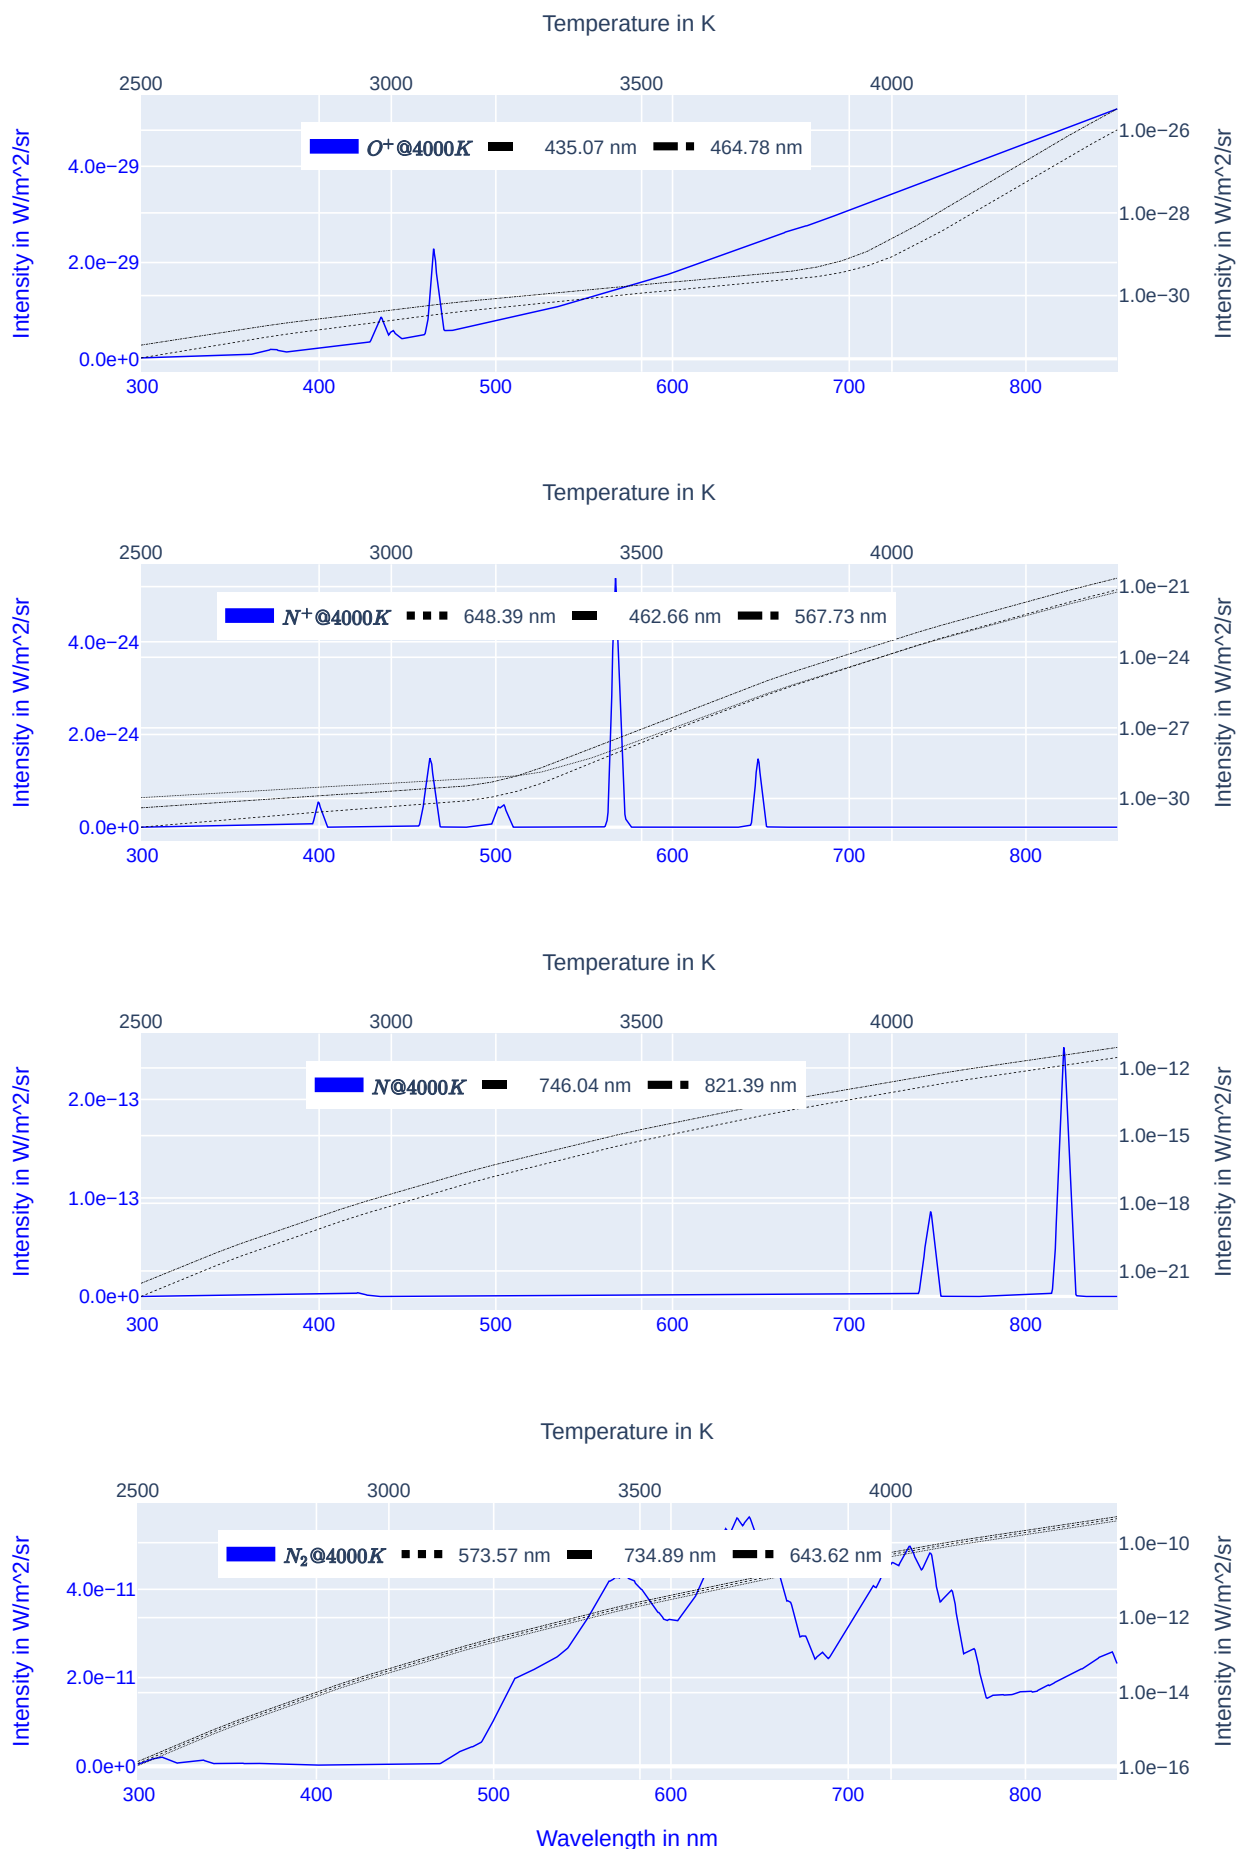 Temperature in K
2500 3000 3500 4000
O⁺@4000K 435.07 nm 464.78 nm
Intensity in W/m^2/sr
4.0e−29
2.0e−29
0.0e+0
1.0e−26
1.0e−28
1.0e−30
Intensity in W/m^2/sr
300 400 500 600 700 800
Temperature in K
2500 3000 3500 4000
N⁺@4000K 648.39 nm 462.66 nm 567.73 nm
Intensity in W/m^2/sr
4.0e−24
2.0e−24
0.0e+0
1.0e−21
1.0e−24
1.0e−27
1.0e−30
Intensity in W/m^2/sr
300 400 500 600 700 800
Temperature in K
2500 3000 3500 4000
N@4000K 746.04 nm 821.39 nm
Intensity in W/m^2/sr
2.0e−13
1.0e−13
0.0e+0
1.0e−12
1.0e−15
1.0e−18
1.0e−21
Intensity in W/m^2/sr
300 400 500 600 700 800
Temperature in K
2500 3000 3500 4000
N₂@4000K 573.57 nm 734.89 nm 643.62 nm
Intensity in W/m^2/sr
4.0e−11
2.0e−11
0.0e+0
1.0e−10
1.0e−12
1.0e−14
1.0e−16
Intensity in W/m^2/sr
300 400 500 600 700 800
Wavelength in nm